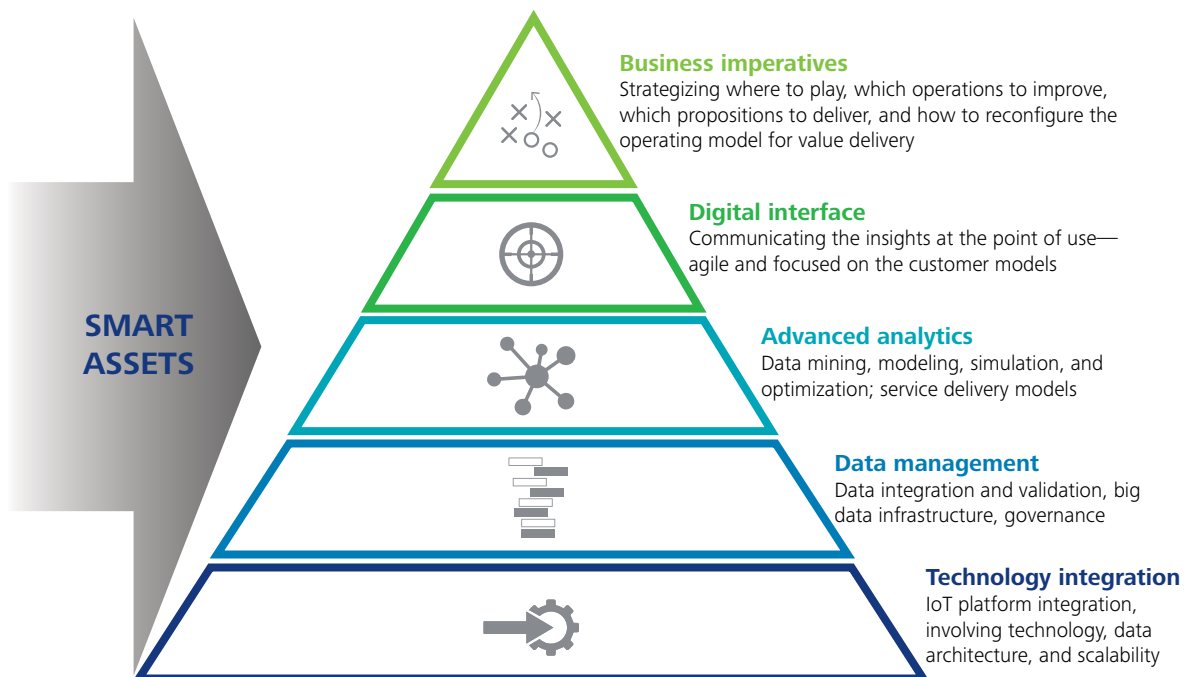 SMART
ASSETS
Business imperatives
Strategizing where to play, which operations to improve,
which propositions to deliver, and how to reconfigure the
operating model for value delivery
Digital interface
Communicating the insights at the point of use—
agile and focused on the customer models
Advanced analytics
Data mining, modeling, simulation, and
optimization; service delivery models
Data management
Data integration and validation, big
data infrastructure, governance
Technology integration
IoT platform integration,
involving technology, data
architecture, and scalability